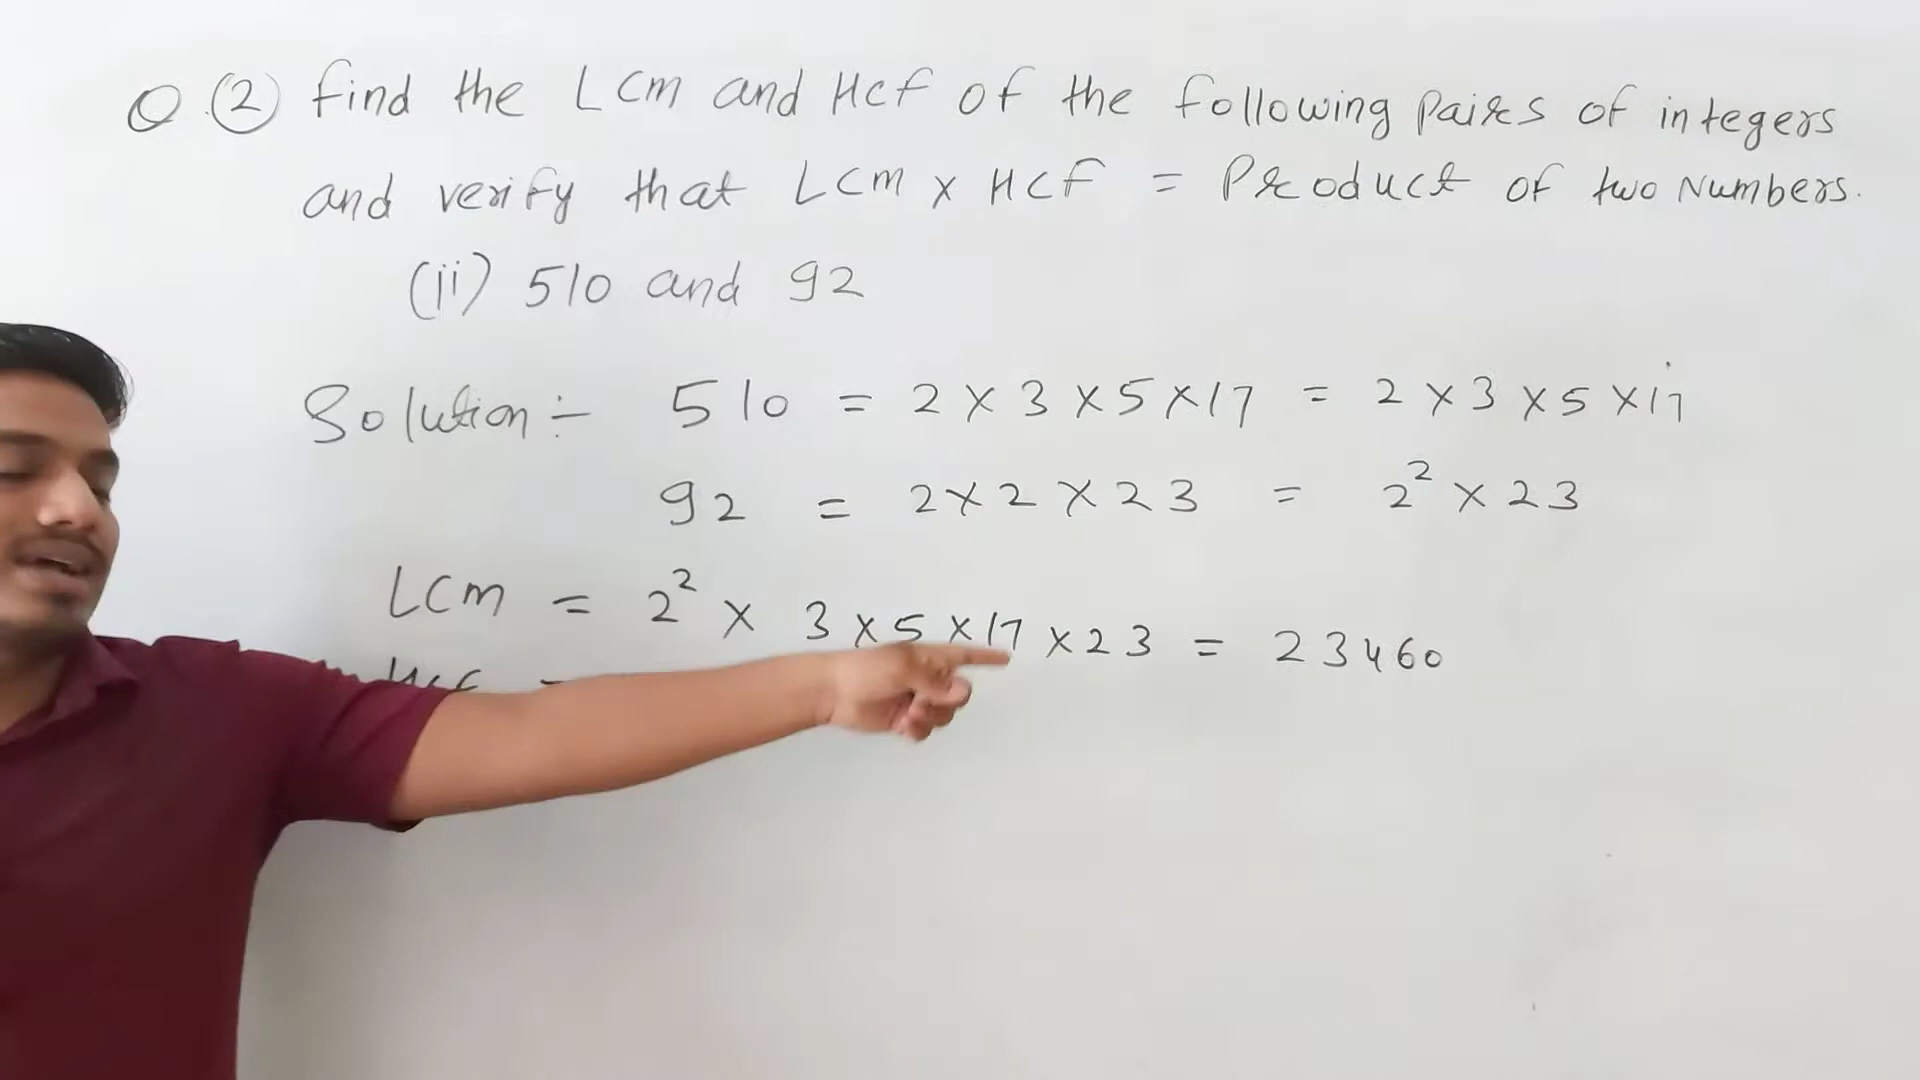 Q.(2) find the LCM and HCF of the following pairs of integers
and verify that LCM x HCF = Product of two Numbers.
(ii) 510 and 92
Solution :- 510 = 2 × 3 × 5 × 17 = 2 × 3 × 5 × 17
92 = 2 × 2 × 23 = 2² × 23
LCM = 2² × 3 × 5 × 17 × 23 = 23460
HCF =